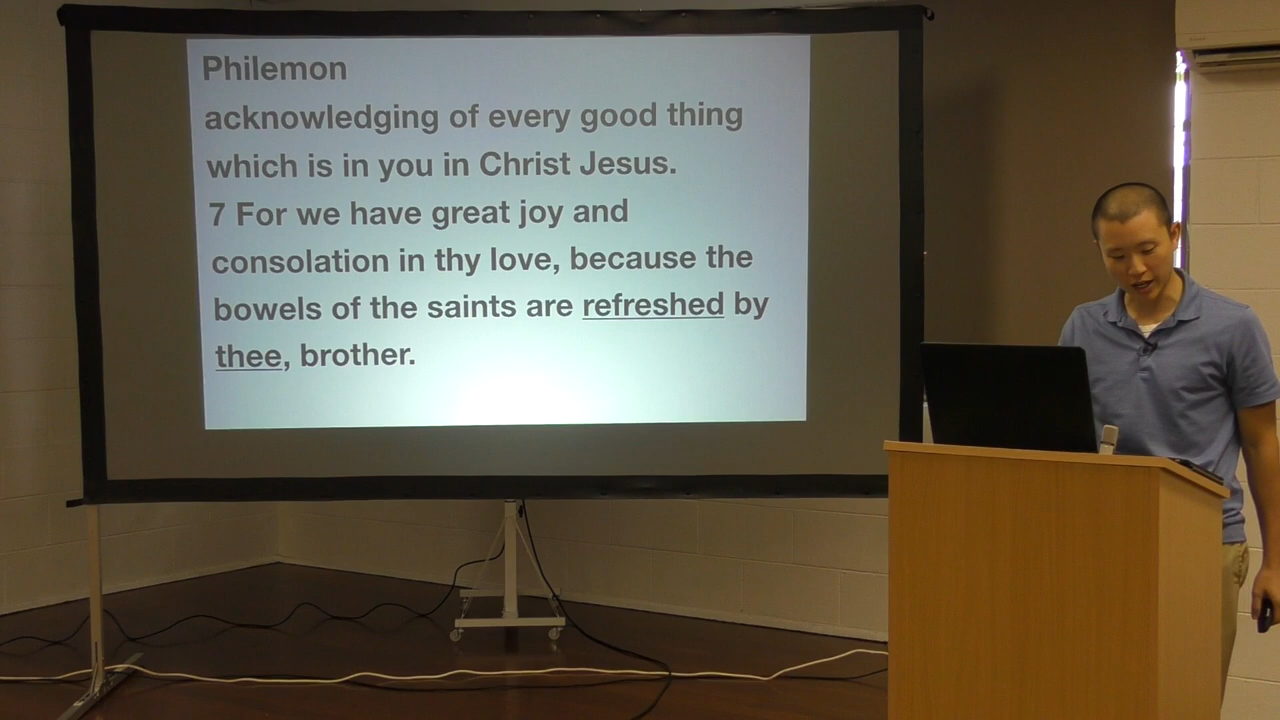 Philemon
acknowledging of every good thing
which is in you in Christ Jesus.
7 For we have great joy and
consolation in thy love, because the
bowels of the saints are refreshed by
thee, brother.